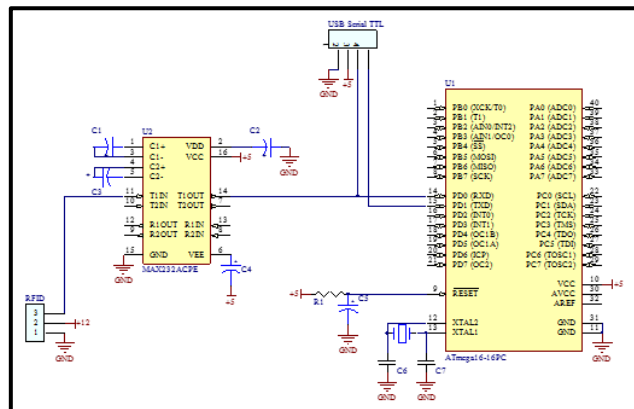 USB Serial TTL
U1
PB0 (XCK/T0) PA0 (ADC0) 40
PB1 (T1) PA1 (ADC1)
PB2 (AIN0/INT2) PA2 (ADC2)
PB3 (AIN1/OC0) PA3 (ADC3)
PB4 (SS) PA4 (ADC4)
PB5 (MOSI) PA5 (ADC5)
PB6 (MISO) PA6 (ADC6)
PB7 (SCK) PA7 (ADC7)
GND +5 GND
C1 U2 C2
1 C1+ VDD 2
3 C1- VCC 16 +5 GND
4 C2+
5 C2-
C3
11 T1IN T1OUT 14
10 T2IN T2OUT 7
12 R1OUT R1IN 13
9 R2OUT R2IN 8
15 GND VEE 6 C4
GND MAX232ACPE +5
14 PD0 (RXD) PC0 (SCL) 22
15 PD1 (TXD) PC1 (SDA)
PD2 (INT0) PC2 (TCK)
PD3 (INT1) PC3 (TMS)
PD4 (OC1B) PC4 (TDO)
PD5 (OC1A) PC5 (TDI)
PD6 (ICP) PC6 (TOSC1)
PD7 (OC2) PC7 (TOSC2)
VCC 10 +5
9 RESET AVCC 30
AREF 32
+5 R1
GND
12 XTAL2 GND 31
13 XTAL1 GND 11
C6 C7 ATmega16-16PC GND
GND GND
RFID
3
2 +12
1
GND